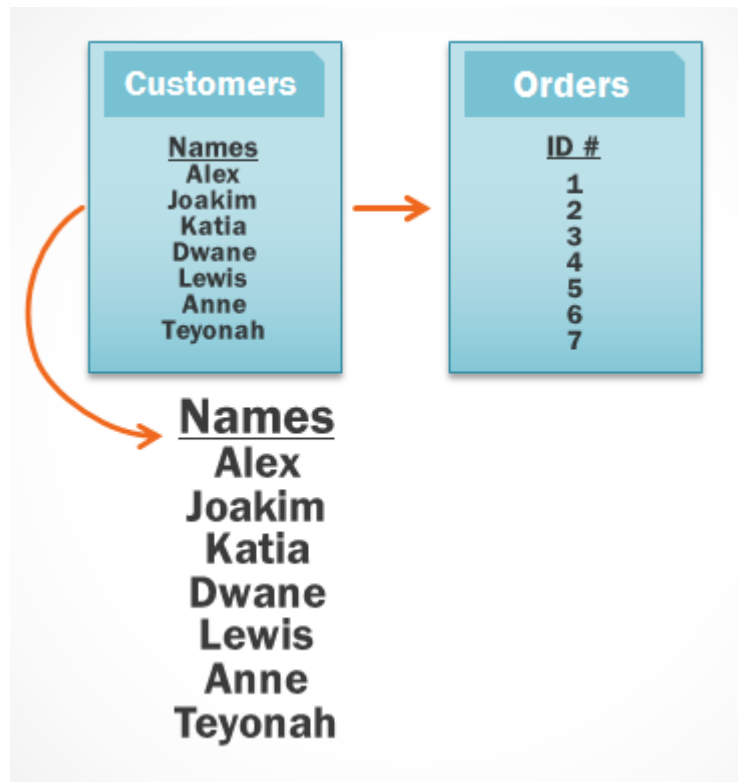 Customers
Names
Alex
Joakim
Katia
Dwane
Lewis
Anne
Teyonah
Orders
ID #
1
2
3
4
5
6
7
Names
Alex
Joakim
Katia
Dwane
Lewis
Anne
Teyonah